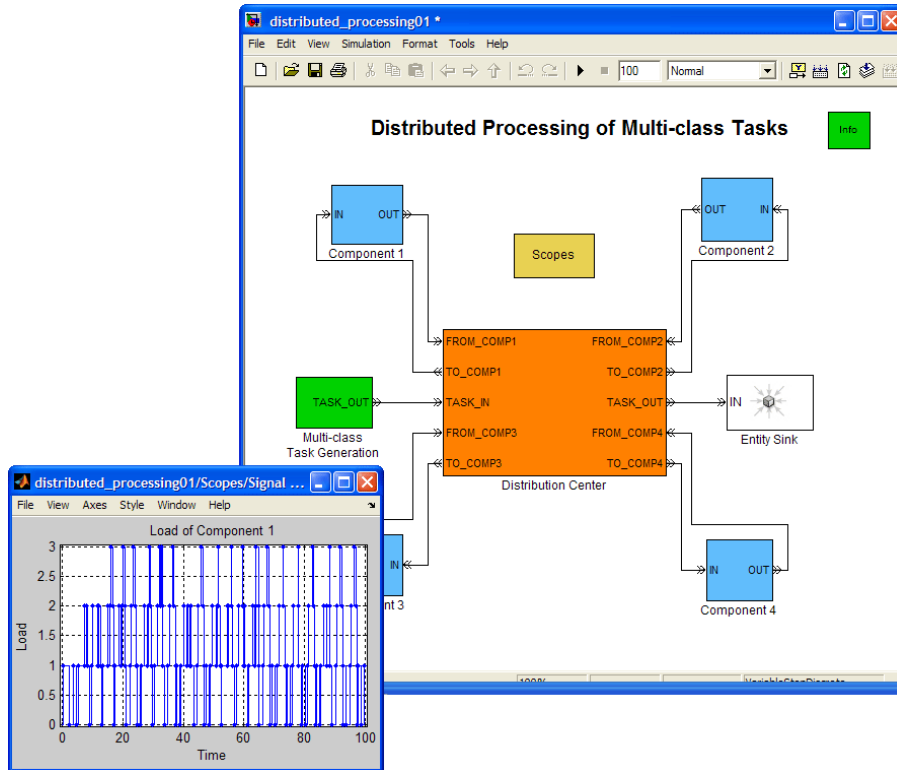 distributed_processing01 *
File Edit View Simulation Format Tools Help
100 Normal
Distributed Processing of Multi-class Tasks
Info
IN OUT
Component 1
OUT IN
Component 2
Scopes
FROM_COMP1 FROM_COMP2
TO_COMP1 TO_COMP2
TASK_OUT
TASK_IN TASK_OUT
IN
FROM_COMP3 FROM_COMP4
TO_COMP3 TO_COMP4
Multi-class
Task Generation
Entity Sink
Distribution Center
IN
nt 3
IN OUT
Component 4
100%
VariableStepDiscrete
distributed_processing01/Scopes/Signal ...
File View Axes Style Window Help
Load of Component 1
Load
3
2.5
2
1.5
1
0.5
0
0 20 40 60 80 100
Time